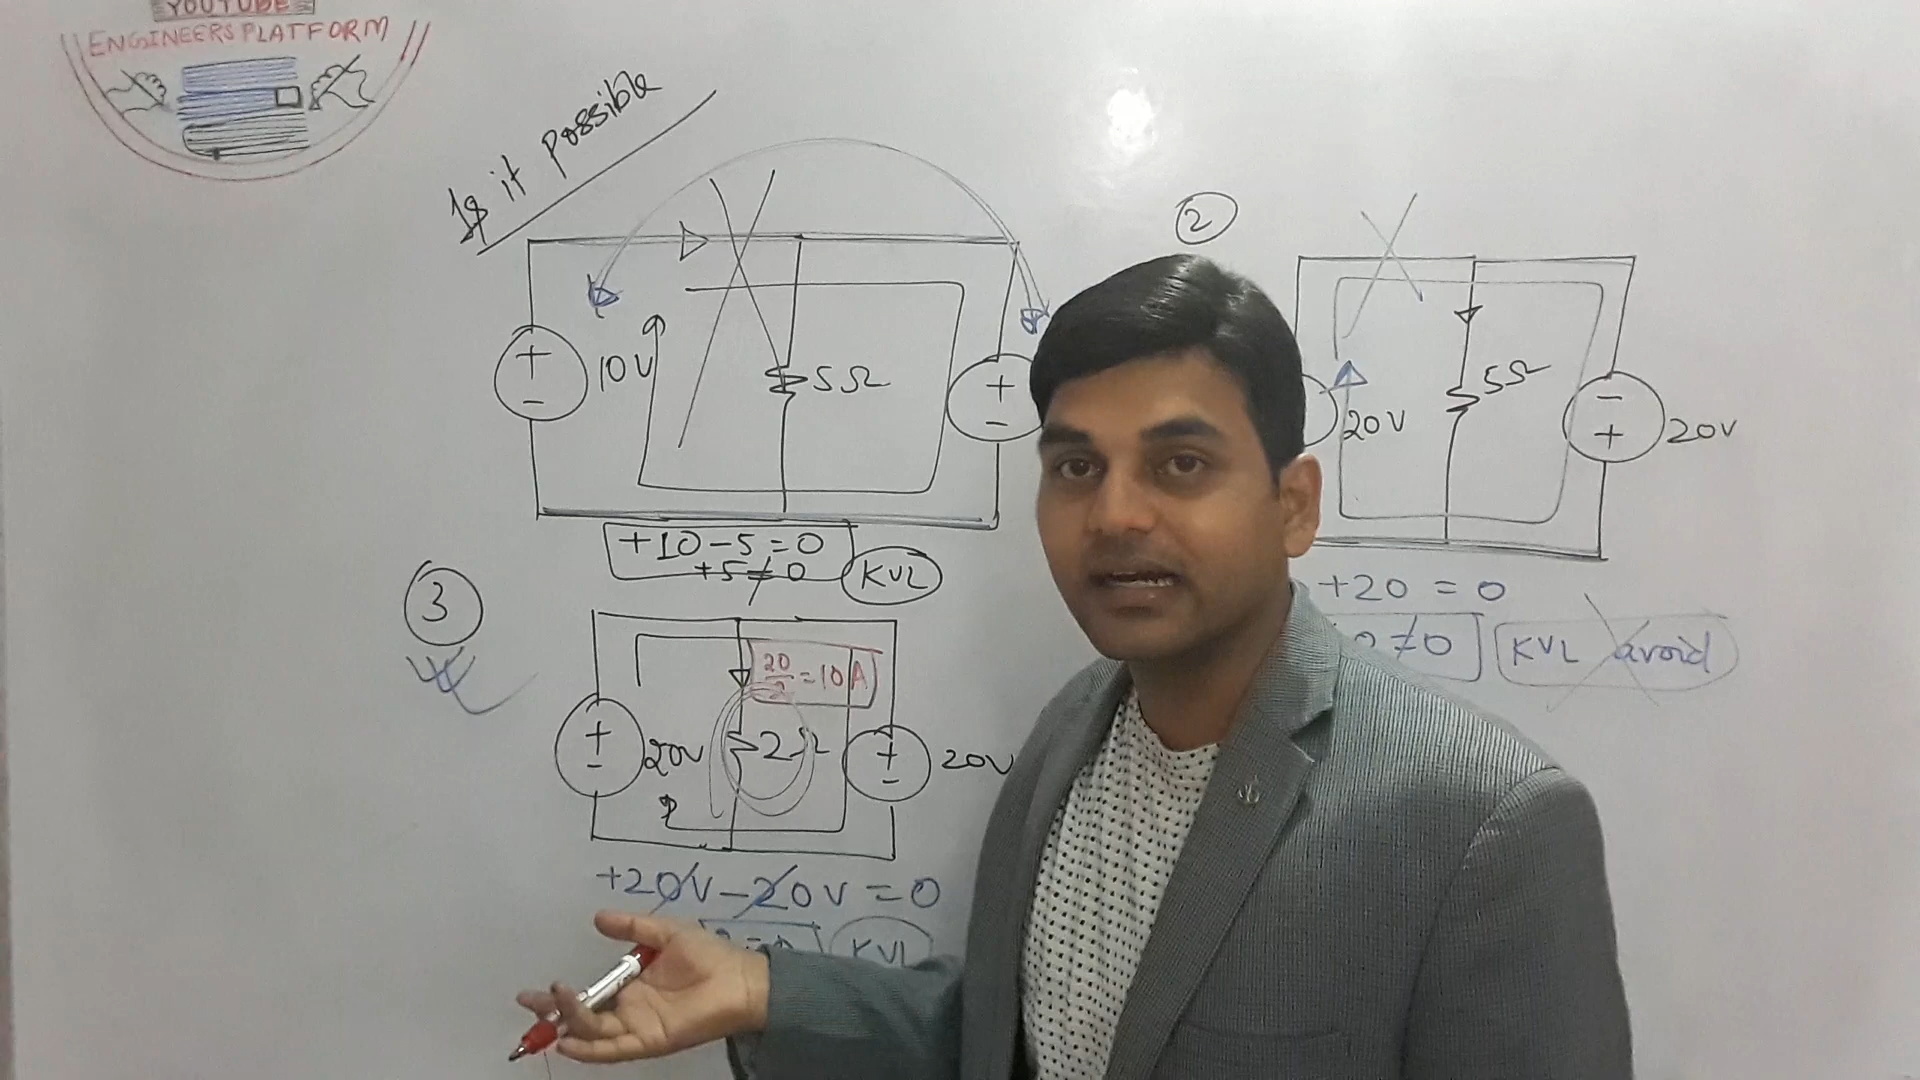 YOUTUBE
ENGINEERS PLATFORM
Is it possible
+
-
10V
5Ω
+
-
+10-5=0
+5≠0
KVL
2
20V
5Ω
-
+
20V
+20=0
≠0
KVL avoid
3
20/2=10A
+
-
20V
2Ω
+
-
20V
+20V-20V=0
KVL